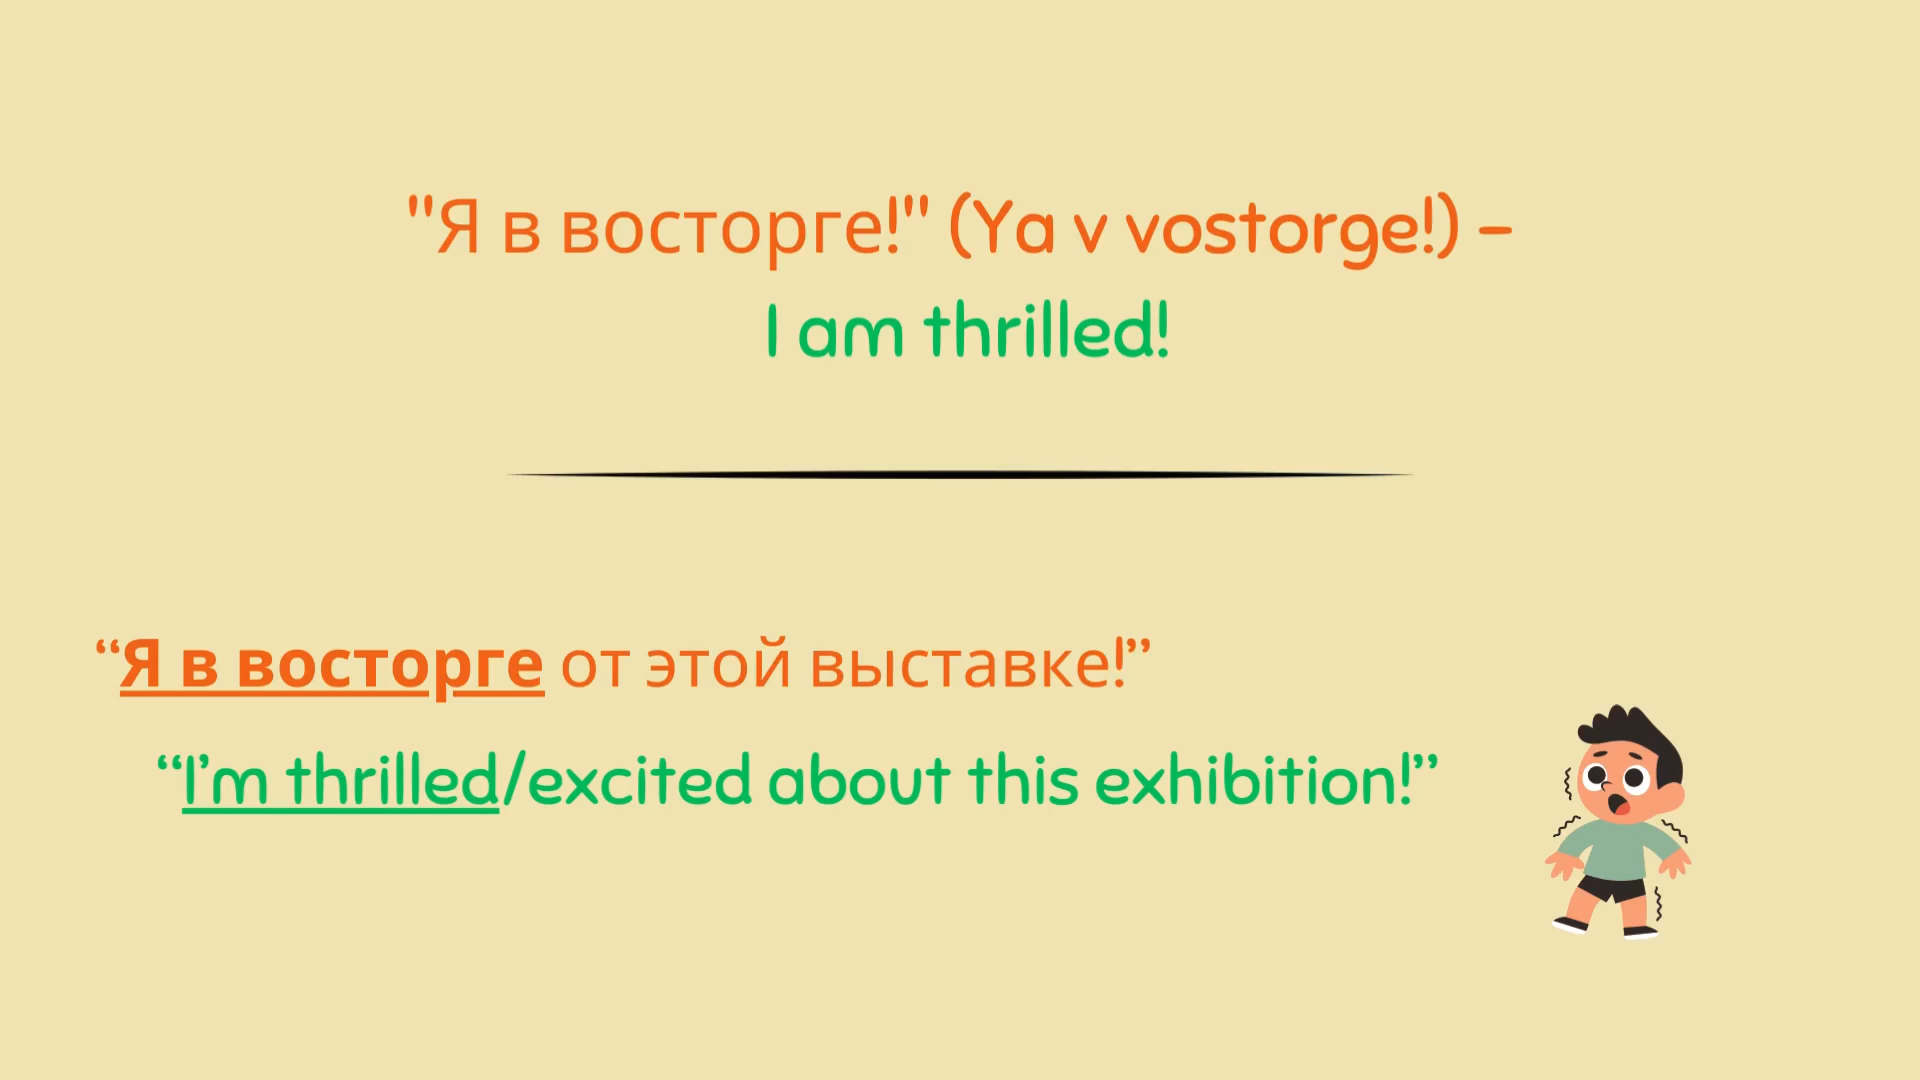 "Я в восторге!" (Ya v vostorge!) –
I am thrilled!
“Я в восторге от этой выставке!”
“I’m thrilled/excited about this exhibition!”